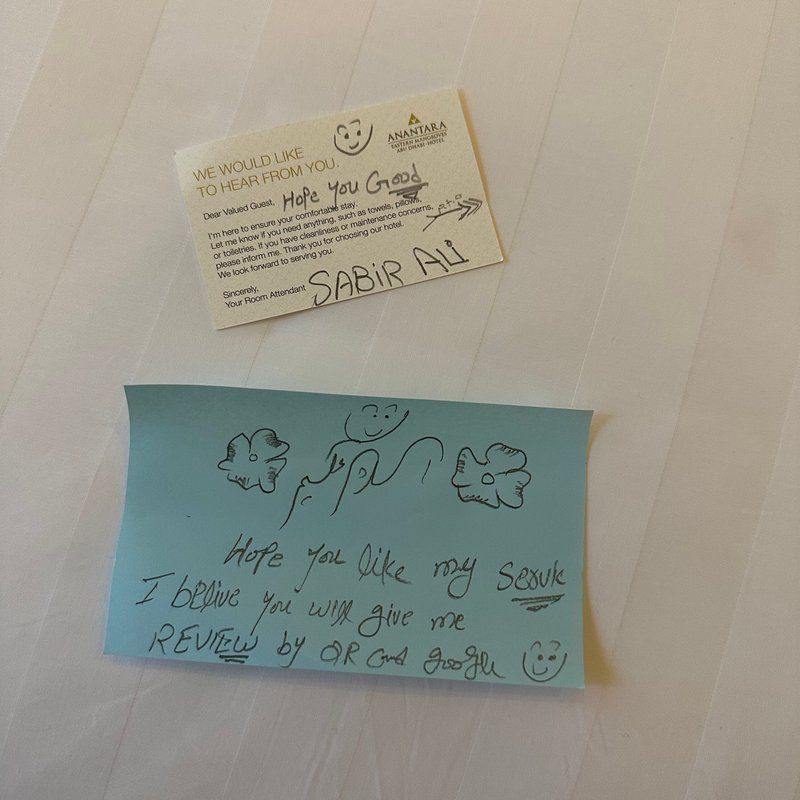 ANANTARA
EASTERN MANGROVES
ABU DHABI HOTEL
WE WOULD LIKE
TO HEAR FROM YOU.
Dear Valued Guest, Hope you Good
I'm here to ensure your comfortable stay.
Let me know if you need anything, such as towels, pillows,
or toiletries. If you have cleanliness or maintenance concerns,
please inform me. Thank you for choosing our hotel.
We look forward to serving you.
Sincerely,
Your Room Attendant SABIR ALI
السلام عليكم
Hope you like my
I belive you will give me
REVIEW by QR and google